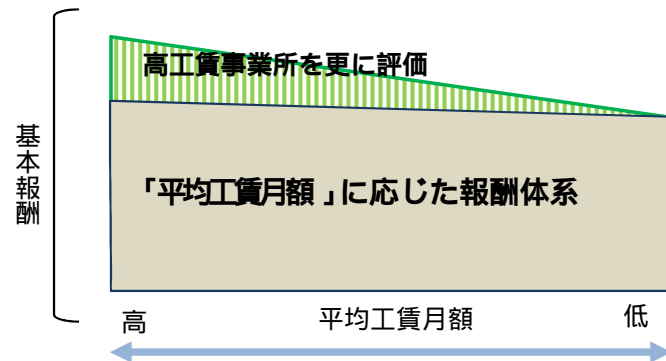 高工賃事業所を更に評価
基本報酬
「平均工賃月額」に応じた報酬体系
高
平均工賃月額
低